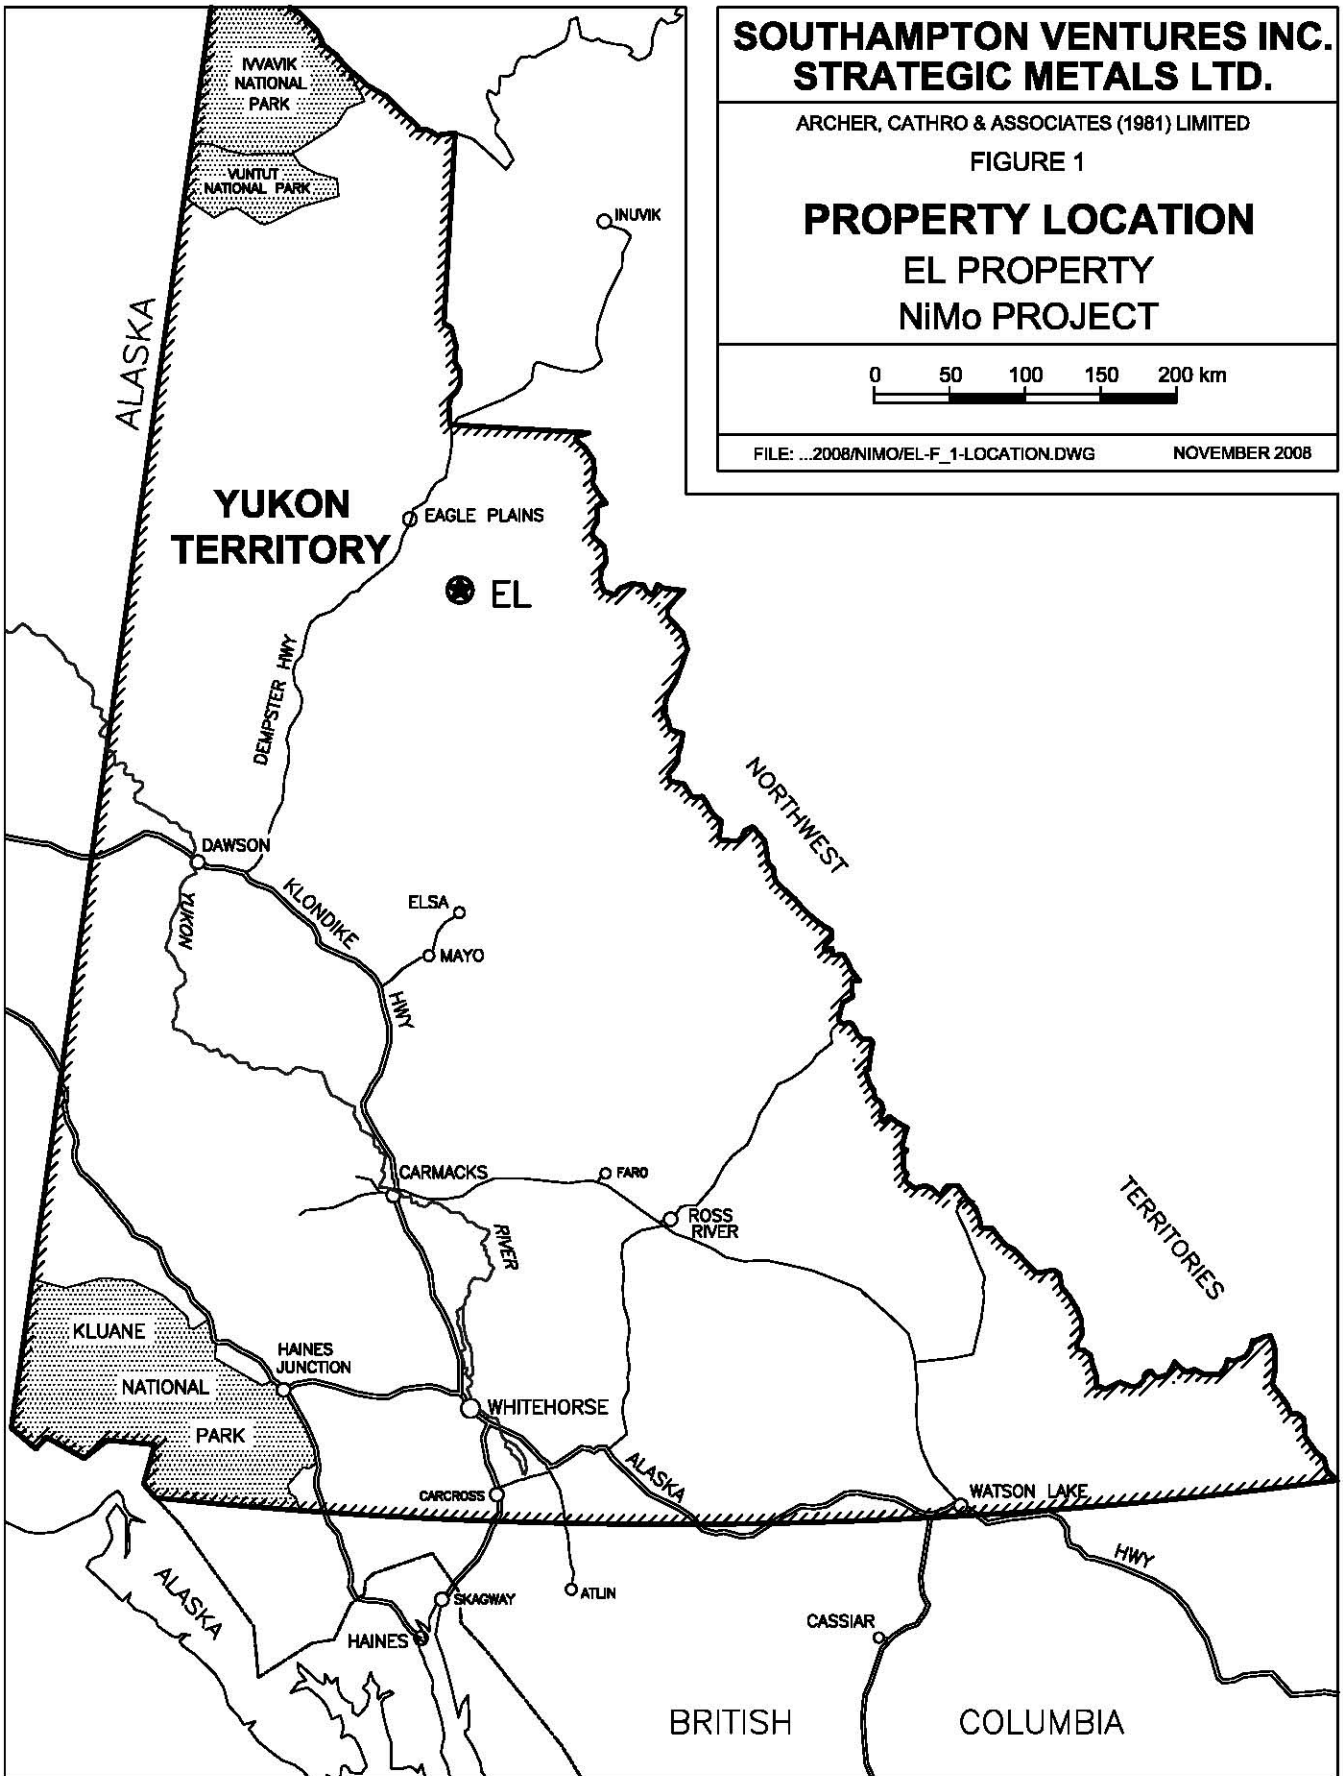 SOUTHAMPTON VENTURES INC.
STRATEGIC METALS LTD.
ARCHER, CATHRO & ASSOCIATES (1981) LIMITED
FIGURE 1
PROPERTY LOCATION
EL PROPERTY
NiMo PROJECT
0 50 100 150 200 km
FILE: ...2008/NIMO/EL-F_1-LOCATION.DWG NOVEMBER 2008
IVVAVIK
NATIONAL
PARK
VUNTUT
NATIONAL PARK
INUVIK
ALASKA
YUKON
TERRITORY
EAGLE PLAINS
EL
DEMPSTER HWY
NORTHWEST
DAWSON
KLONDIKE
YUKON
ELSA
MAYO
HWY
CARMACKS
FARO
ROSS
RIVER
RIVER
TERRITORIES
KLUANE
NATIONAL
PARK
HAINES
JUNCTION
WHITEHORSE
ALASKA
CARCROSS
WATSON LAKE
HWY
ALASKA
SKAGWAY
ATLIN
HAINES
CASSIAR
BRITISH COLUMBIA